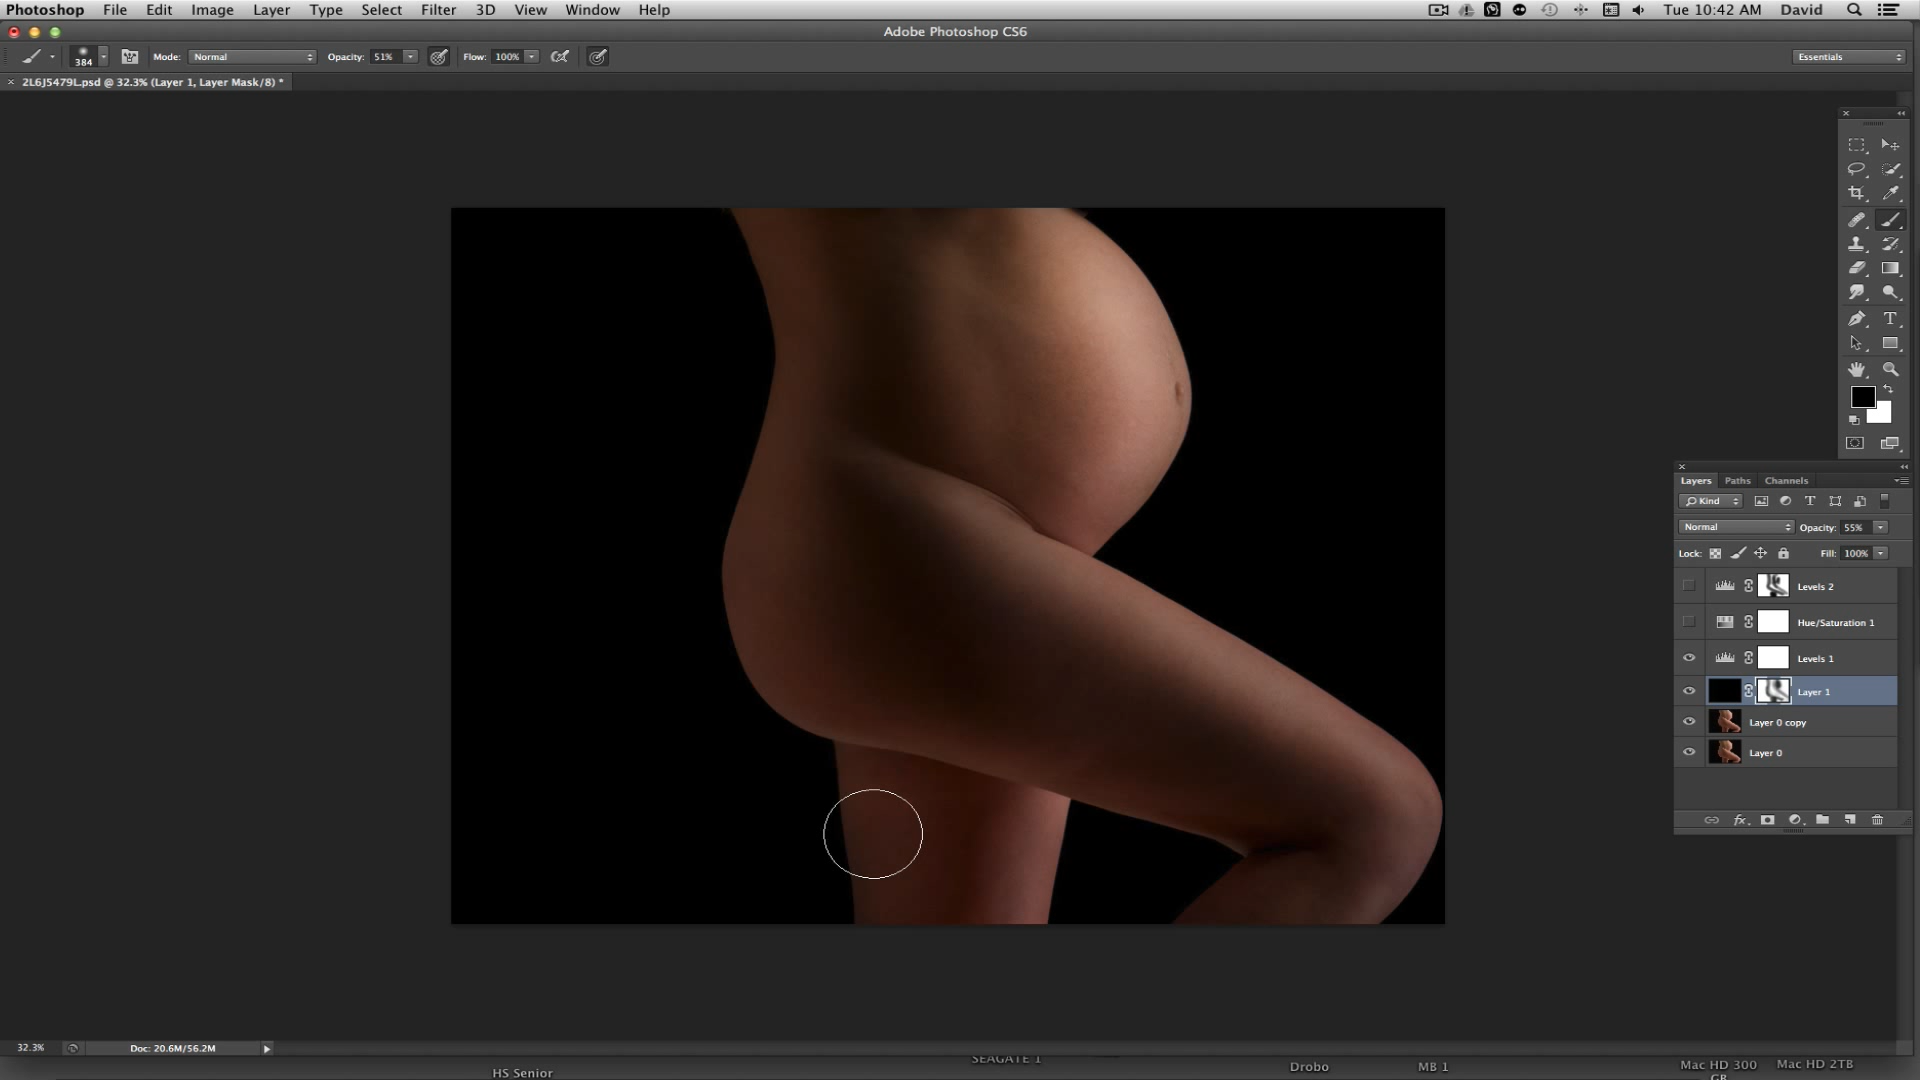 Photoshop File Edit Image Layer Type Select Filter 3D View Window Help Tue 10:42 AM David
Adobe Photoshop CS6
384 Mode: Normal Opacity: 51% Flow: 100% Essentials
2L6J5479L.psd @ 32.3% (Layer 1, Layer Mask/8) *
Layers Paths Channels
Kind
Normal Opacity: 55%
Lock: Fill: 100%
Levels 2
Hue/Saturation 1
Levels 1
Layer 1
Layer 0 copy
Layer 0
fx
32.3% Doc: 20.6M/56.2M
SEAGATE 1
HS Senior Drobo MB 1 Mac HD 300 Mac HD 2TB
GB